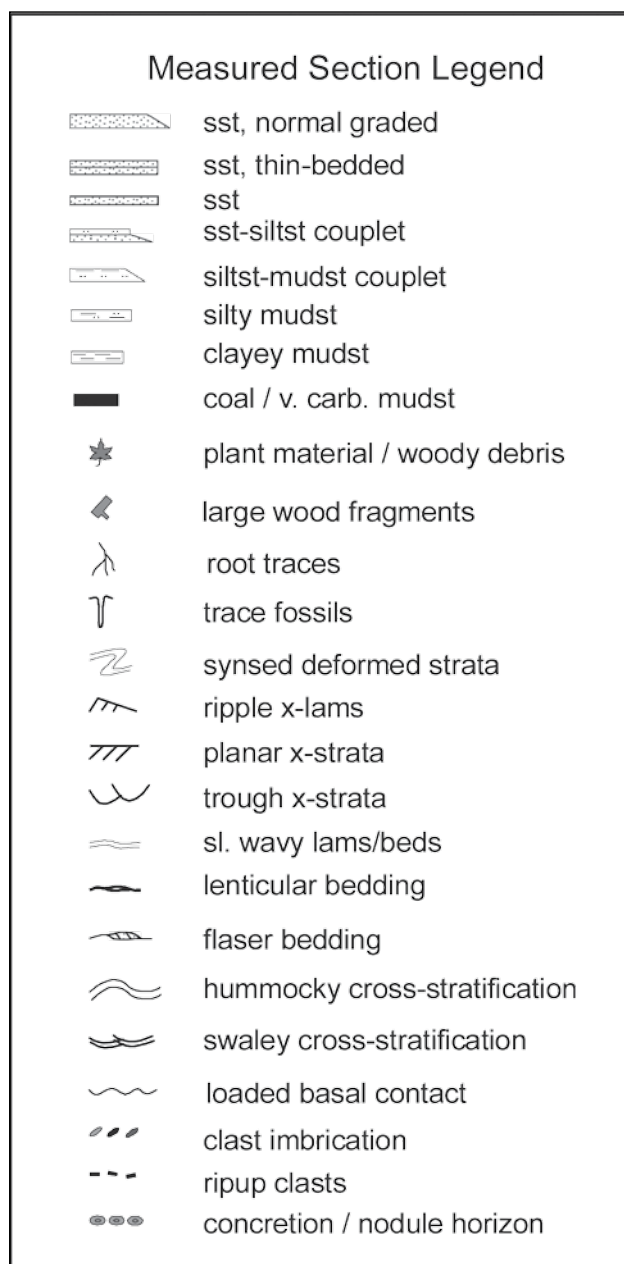 Measured Section Legend
sst, normal graded
sst, thin-bedded
sst
sst-siltst couplet
siltst-mudst couplet
silty mudst
clayey mudst
coal / v. carb. mudst
plant material / woody debris
large wood fragments
root traces
trace fossils
synsed deformed strata
ripple x-lams
planar x-strata
trough x-strata
sl. wavy lams/beds
lenticular bedding
flaser bedding
hummocky cross-stratification
swaley cross-stratification
loaded basal contact
clast imbrication
ripup clasts
concretion / nodule horizon